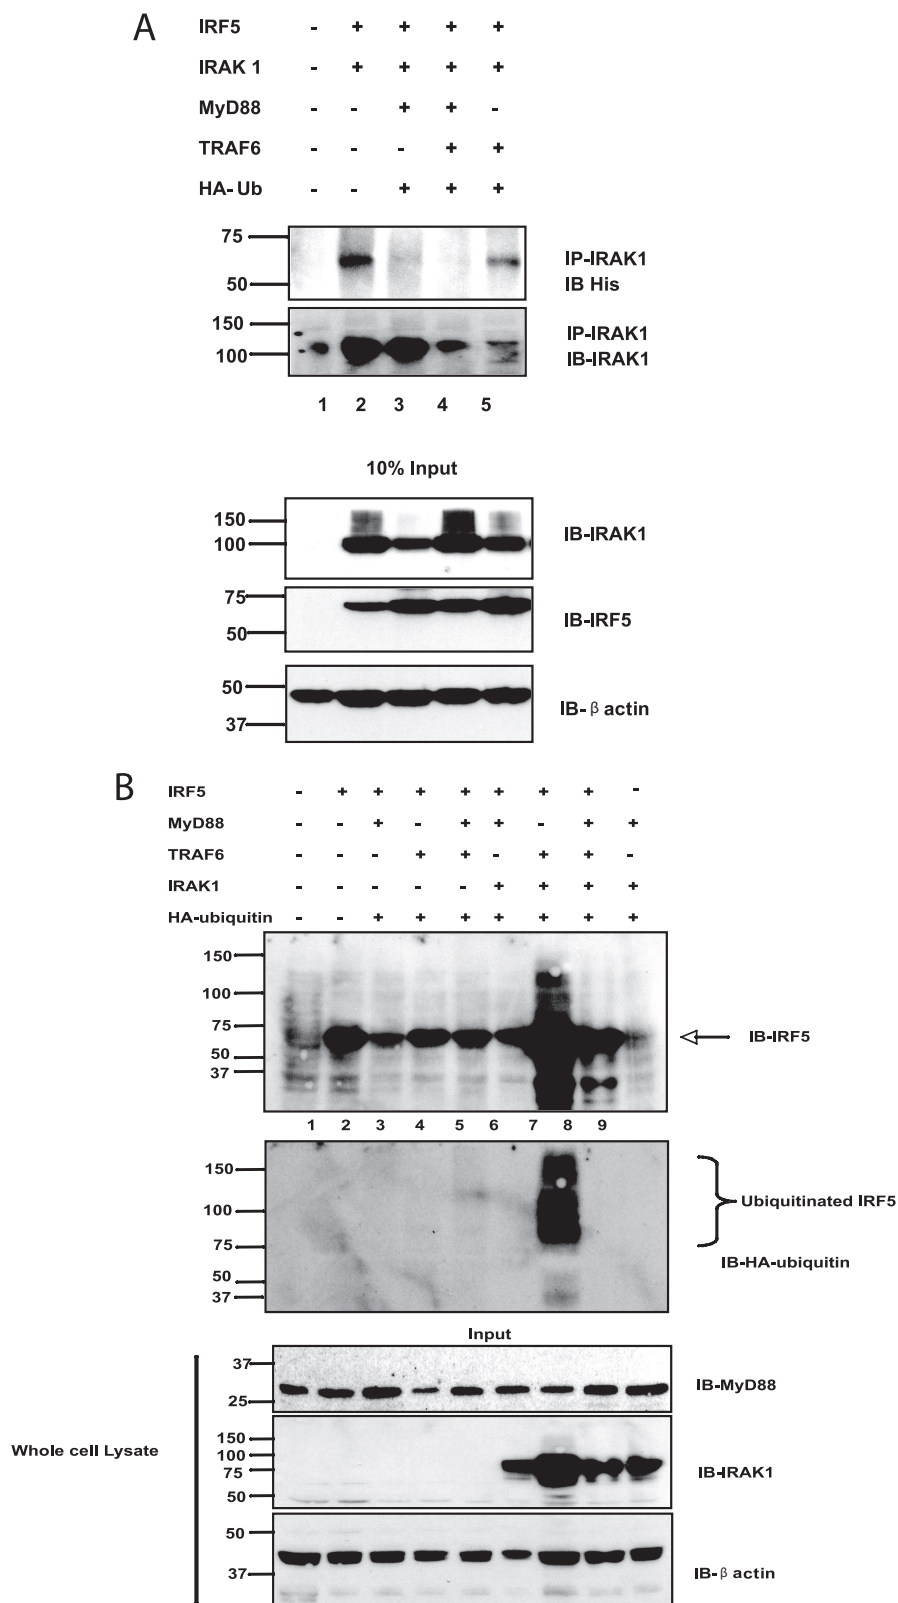 A
IRF5 - + + + +
IRAK 1 - + + + +
MyD88 - - + + -
TRAF6 - - - + +
HA- Ub - - + + +
75
50
IP-IRAK1
IB His
150
100
IP-IRAK1
IB-IRAK1
1 2 3 4 5
10% Input
150
100
IB-IRAK1
75
50
IB-IRF5
50
37
IB- β actin
B
IRF5 - + + + + + + + -
MyD88 - - + - + + - + +
TRAF6 - - - + + - + + -
IRAK1 - - - - - + + + +
HA-ubiquitin - - + + + + + + +
150
100
75
50
37
IB-IRF5
1 2 3 4 5 6 7 8 9
150
100
75
50
37
Ubiquitinated IRF5
IB-HA-ubiquitin
Input
37
25
IB-MyD88
Whole cell Lysate
150
100
75
50
IB-IRAK1
50
37
IB- β actin